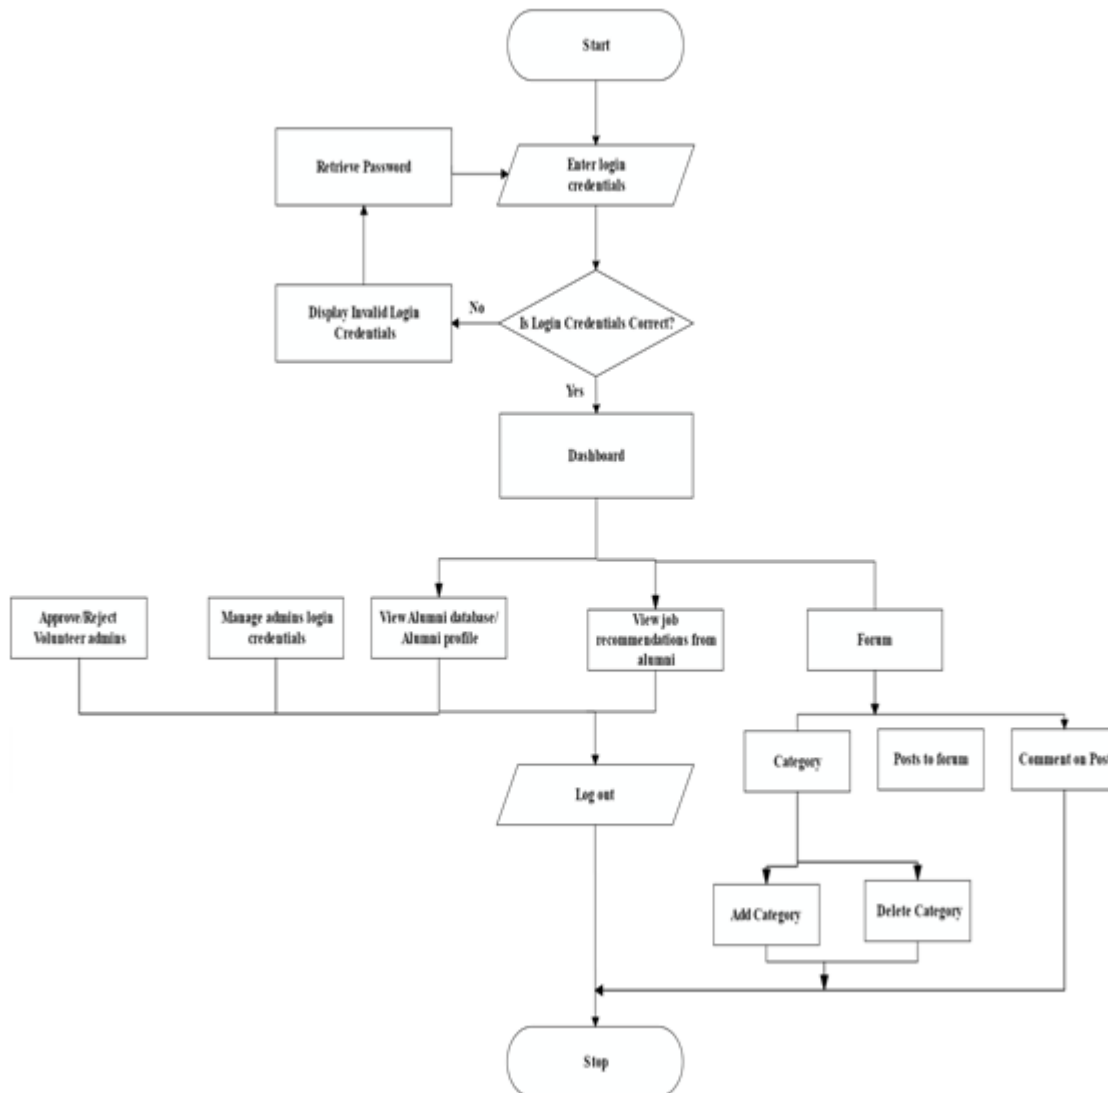 Start
Retrieve Password
Enter login
credentials
Display Invalid Login
Credentials
No
Is Login Credentials Correct?
Yes
Dashboard
Approve/Reject
Volunteer admins
Manage admins login
credentials
View Alumni database/
Alumni profile
View job
recommendations from
alumni
Forum
Category
Posts to forum
Comment on Post
Log out
Add Category
Delete Category
Stop